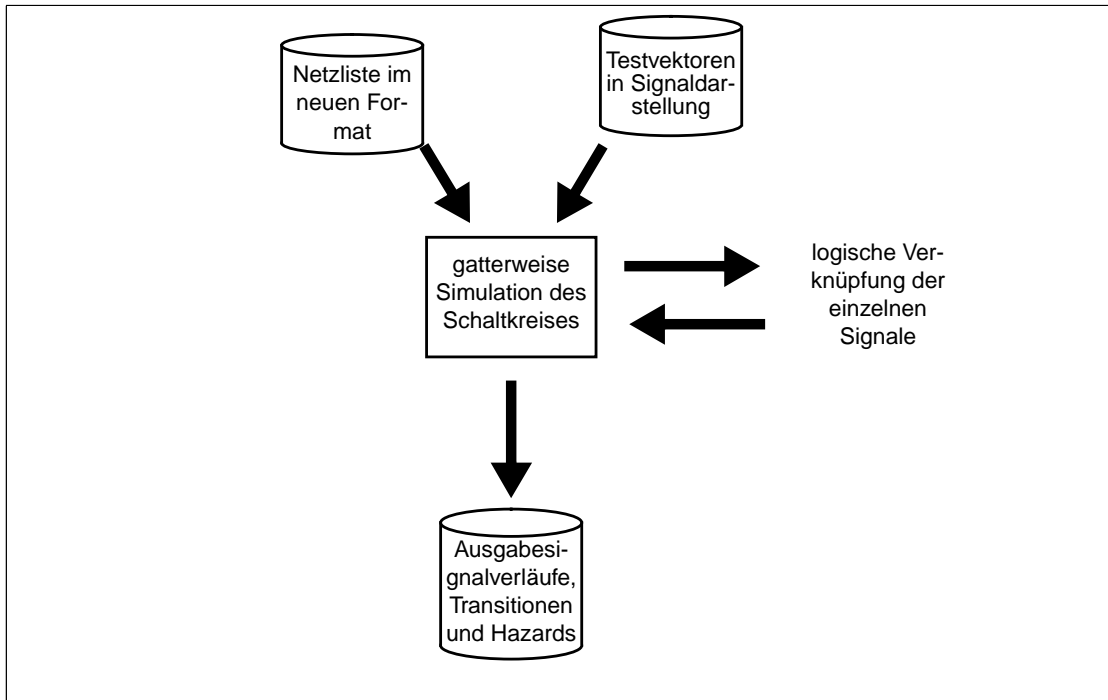 Netzliste im
neuen For-
mat
Testvektoren
in Signaldar-
stellung
gatterweise
Simulation des
Schaltkreises
logische Ver-
knüpfung der
einzelnen
Signale
Ausgabesi-
gnalverläufe,
Transitionen
und Hazards